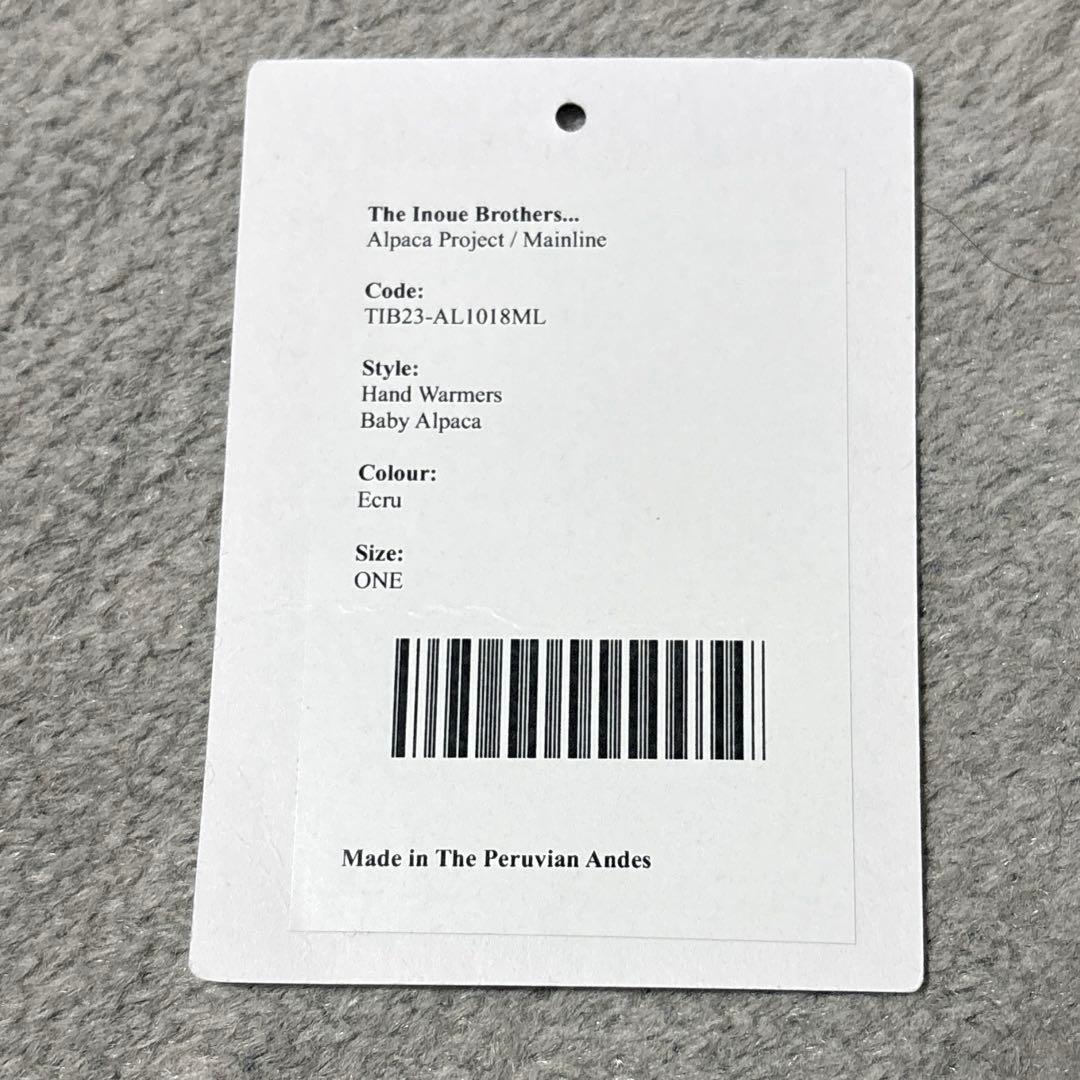 The Inoue Brothers...
Alpaca Project / Mainline
Code:
TIB23-AL1018ML
Style:
Hand Warmers
Baby Alpaca
Colour:
Ecru
Size:
ONE
Made in The Peruvian Andes